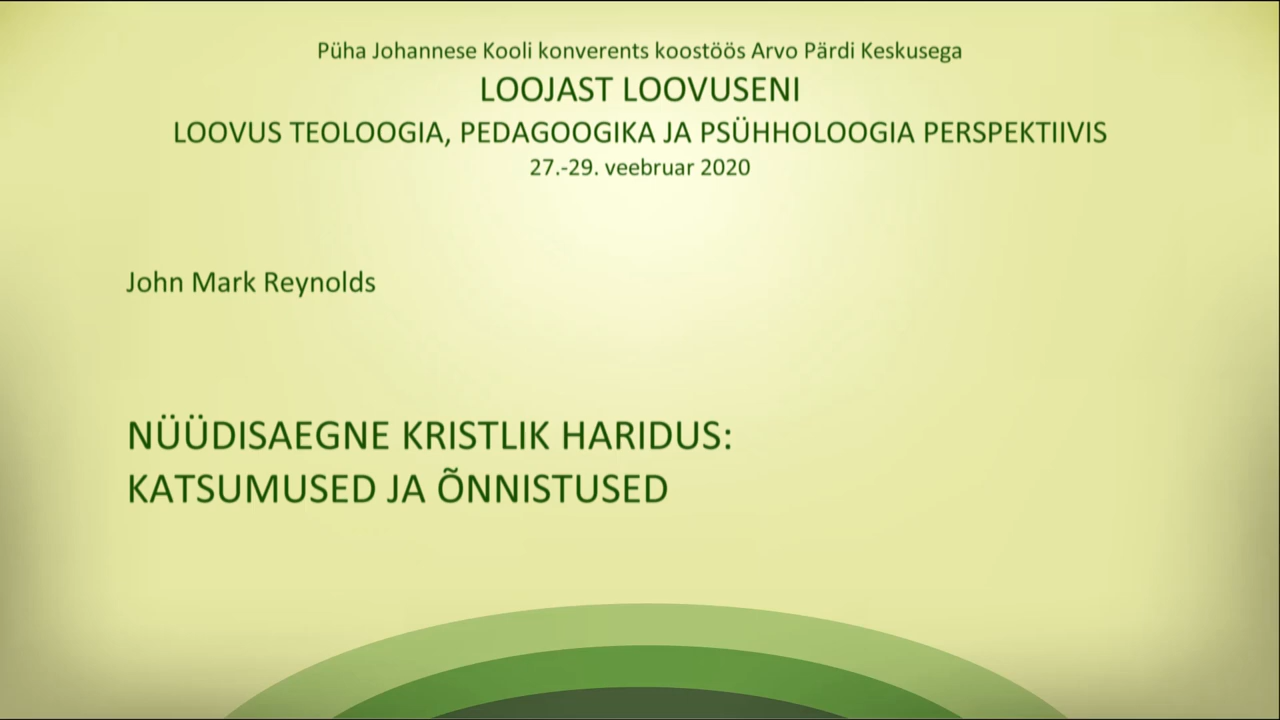 Püha Johannese Kooli konverents koostöös Arvo Pärdi Keskusega
LOOJAST LOOVUSENI
LOOVUS TEOLOOGIA, PEDAGOOGIKA JA PSÜHHOLOOGIA PERSPEKTIIVIS
27.-29. veebruar 2020
John Mark Reynolds
NÜÜDISAEGNE KRISTLIK HARIDUS:
KATSUMUSED JA ÕNNISTUSED